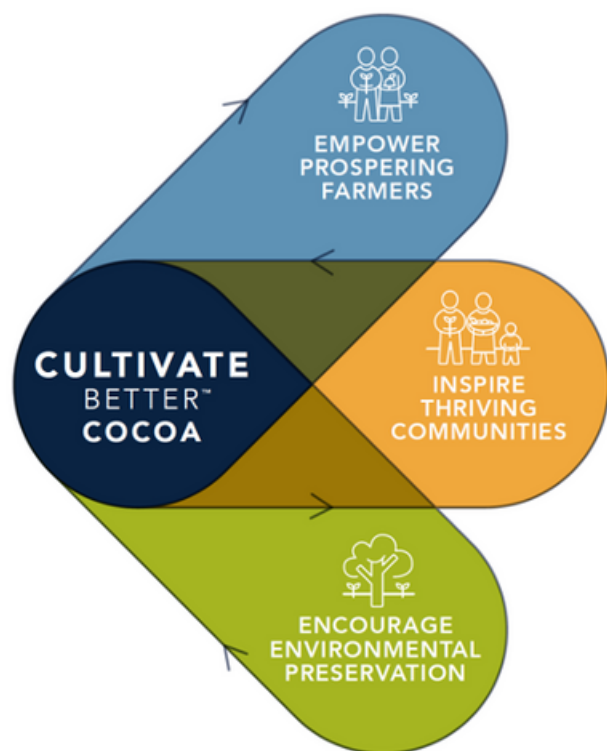 EMPOWER
PROSPERING
FARMERS
CULTIVATE
BETTER™
COCOA
INSPIRE
THRIVING
COMMUNITIES
ENCOURAGE
ENVIRONMENTAL
PRESERVATION